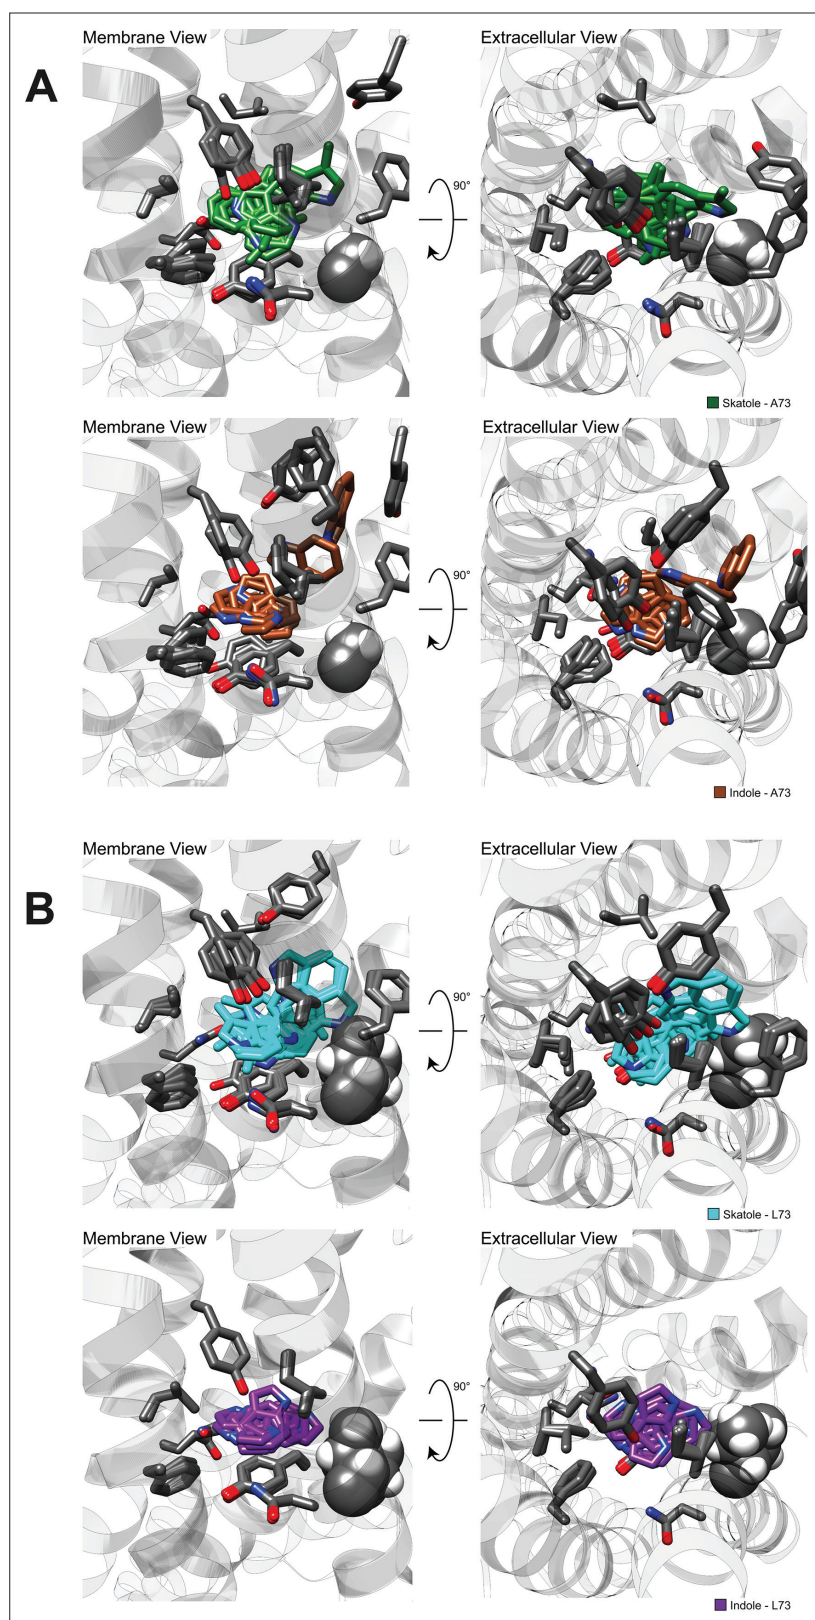 A
Membrane View
Extracellular View
90°
Skatole - A73
Membrane View
Extracellular View
90°
Indole - A73
B
Membrane View
Extracellular View
90°
Skatole - L73
Membrane View
Extracellular View
90°
Indole - L73